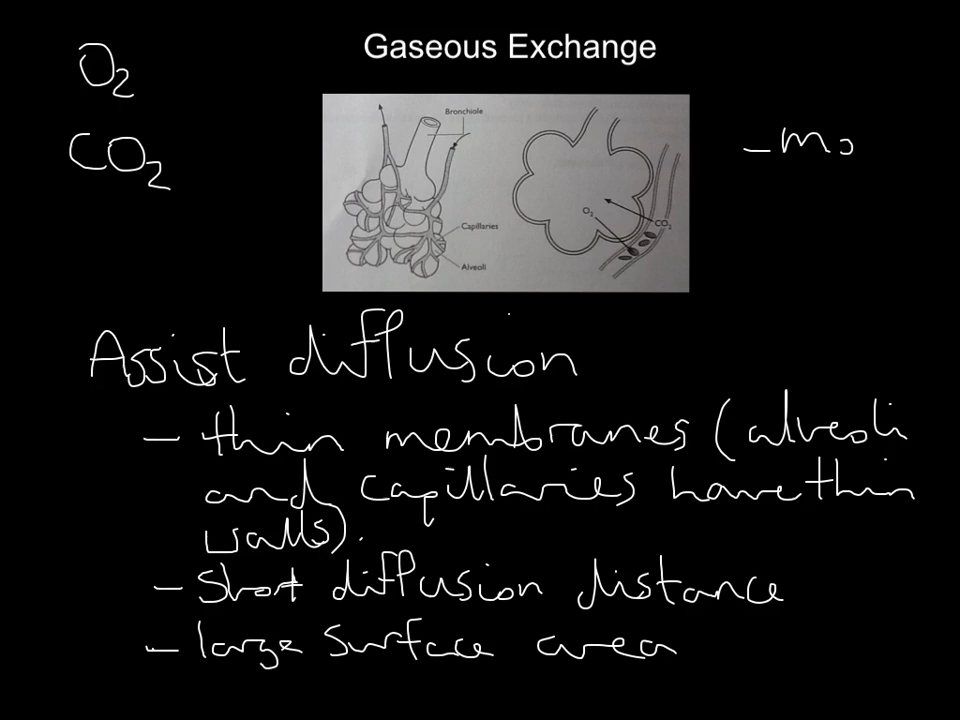 Gaseous Exchange
O2
CO2
Bronchiole
Capillaries
Alveoli
O2
CO2
- mo
Assist diffusion
- thin membranes (alveoli
and capillaries have thin
walls).
- Short diffusion distance
- large surface area